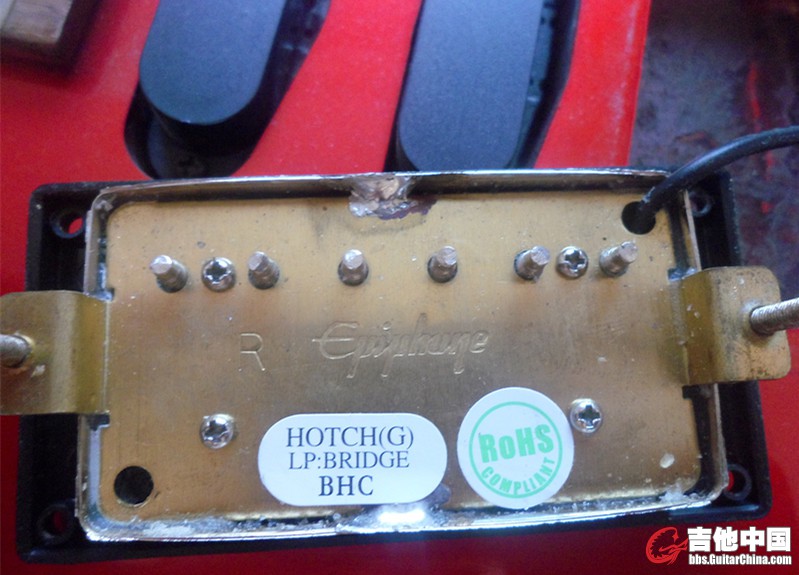 R Epiphone
HOTCH(G)
LP:BRIDGE
BHC
RoHS
COMPLIANT
吉他中国
bbs.GuitarChina.com